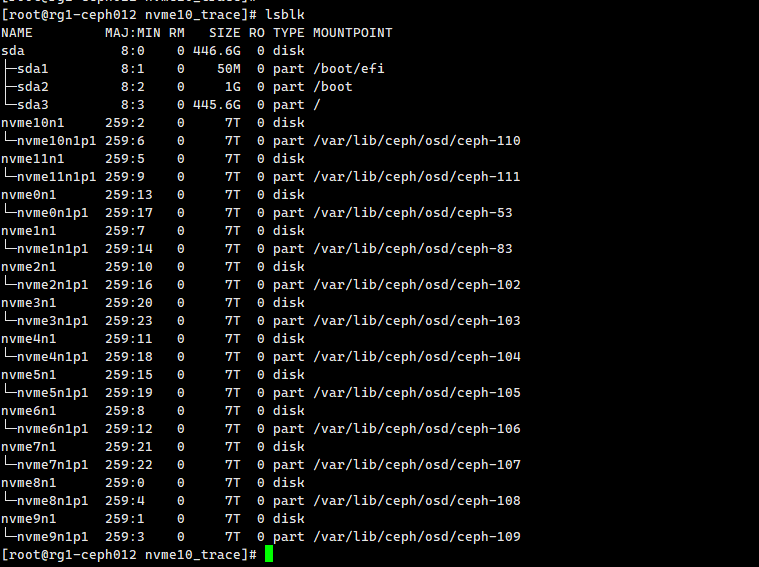 [root@rg1-ceph012 nvme10_trace]# lsblk
NAME MAJ:MIN RM SIZE RO TYPE MOUNTPOINT
sda 8:0 0 446.6G 0 disk
├─sda1 8:1 0 50M 0 part /boot/efi
├─sda2 8:2 0 1G 0 part /boot
└─sda3 8:3 0 445.6G 0 part /
nvme10n1 259:2 0 7T 0 disk
└─nvme10n1p1 259:6 0 7T 0 part /var/lib/ceph/osd/ceph-110
nvme11n1 259:5 0 7T 0 disk
└─nvme11n1p1 259:9 0 7T 0 part /var/lib/ceph/osd/ceph-111
nvme0n1 259:13 0 7T 0 disk
└─nvme0n1p1 259:17 0 7T 0 part /var/lib/ceph/osd/ceph-53
nvme1n1 259:7 0 7T 0 disk
└─nvme1n1p1 259:14 0 7T 0 part /var/lib/ceph/osd/ceph-83
nvme2n1 259:10 0 7T 0 disk
└─nvme2n1p1 259:16 0 7T 0 part /var/lib/ceph/osd/ceph-102
nvme3n1 259:20 0 7T 0 disk
└─nvme3n1p1 259:23 0 7T 0 part /var/lib/ceph/osd/ceph-103
nvme4n1 259:11 0 7T 0 disk
└─nvme4n1p1 259:18 0 7T 0 part /var/lib/ceph/osd/ceph-104
nvme5n1 259:15 0 7T 0 disk
└─nvme5n1p1 259:19 0 7T 0 part /var/lib/ceph/osd/ceph-105
nvme6n1 259:8 0 7T 0 disk
└─nvme6n1p1 259:12 0 7T 0 part /var/lib/ceph/osd/ceph-106
nvme7n1 259:21 0 7T 0 disk
└─nvme7n1p1 259:22 0 7T 0 part /var/lib/ceph/osd/ceph-107
nvme8n1 259:0 0 7T 0 disk
└─nvme8n1p1 259:4 0 7T 0 part /var/lib/ceph/osd/ceph-108
nvme9n1 259:1 0 7T 0 disk
└─nvme9n1p1 259:3 0 7T 0 part /var/lib/ceph/osd/ceph-109
[root@rg1-ceph012 nvme10_trace]#